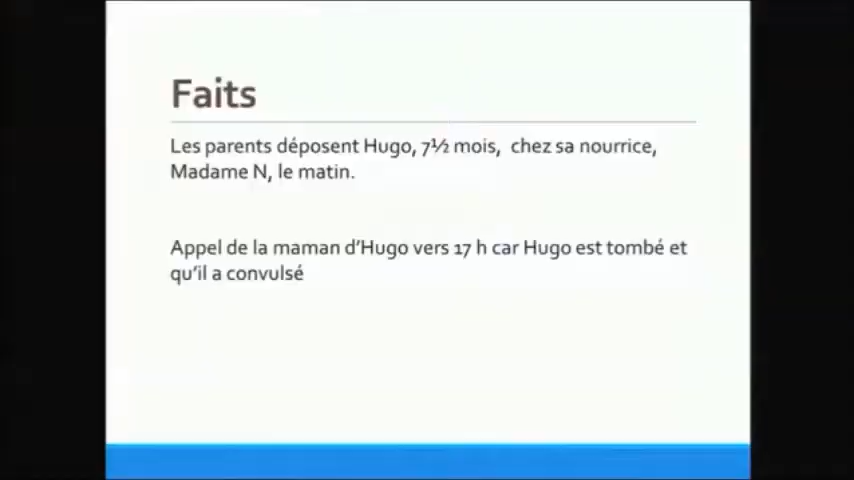 Faits
Les parents déposent Hugo, 7½ mois, chez sa nourrice,
Madame N, le matin.
Appel de la maman d'Hugo vers 17 h car Hugo est tombé et
qu'il a convulsé